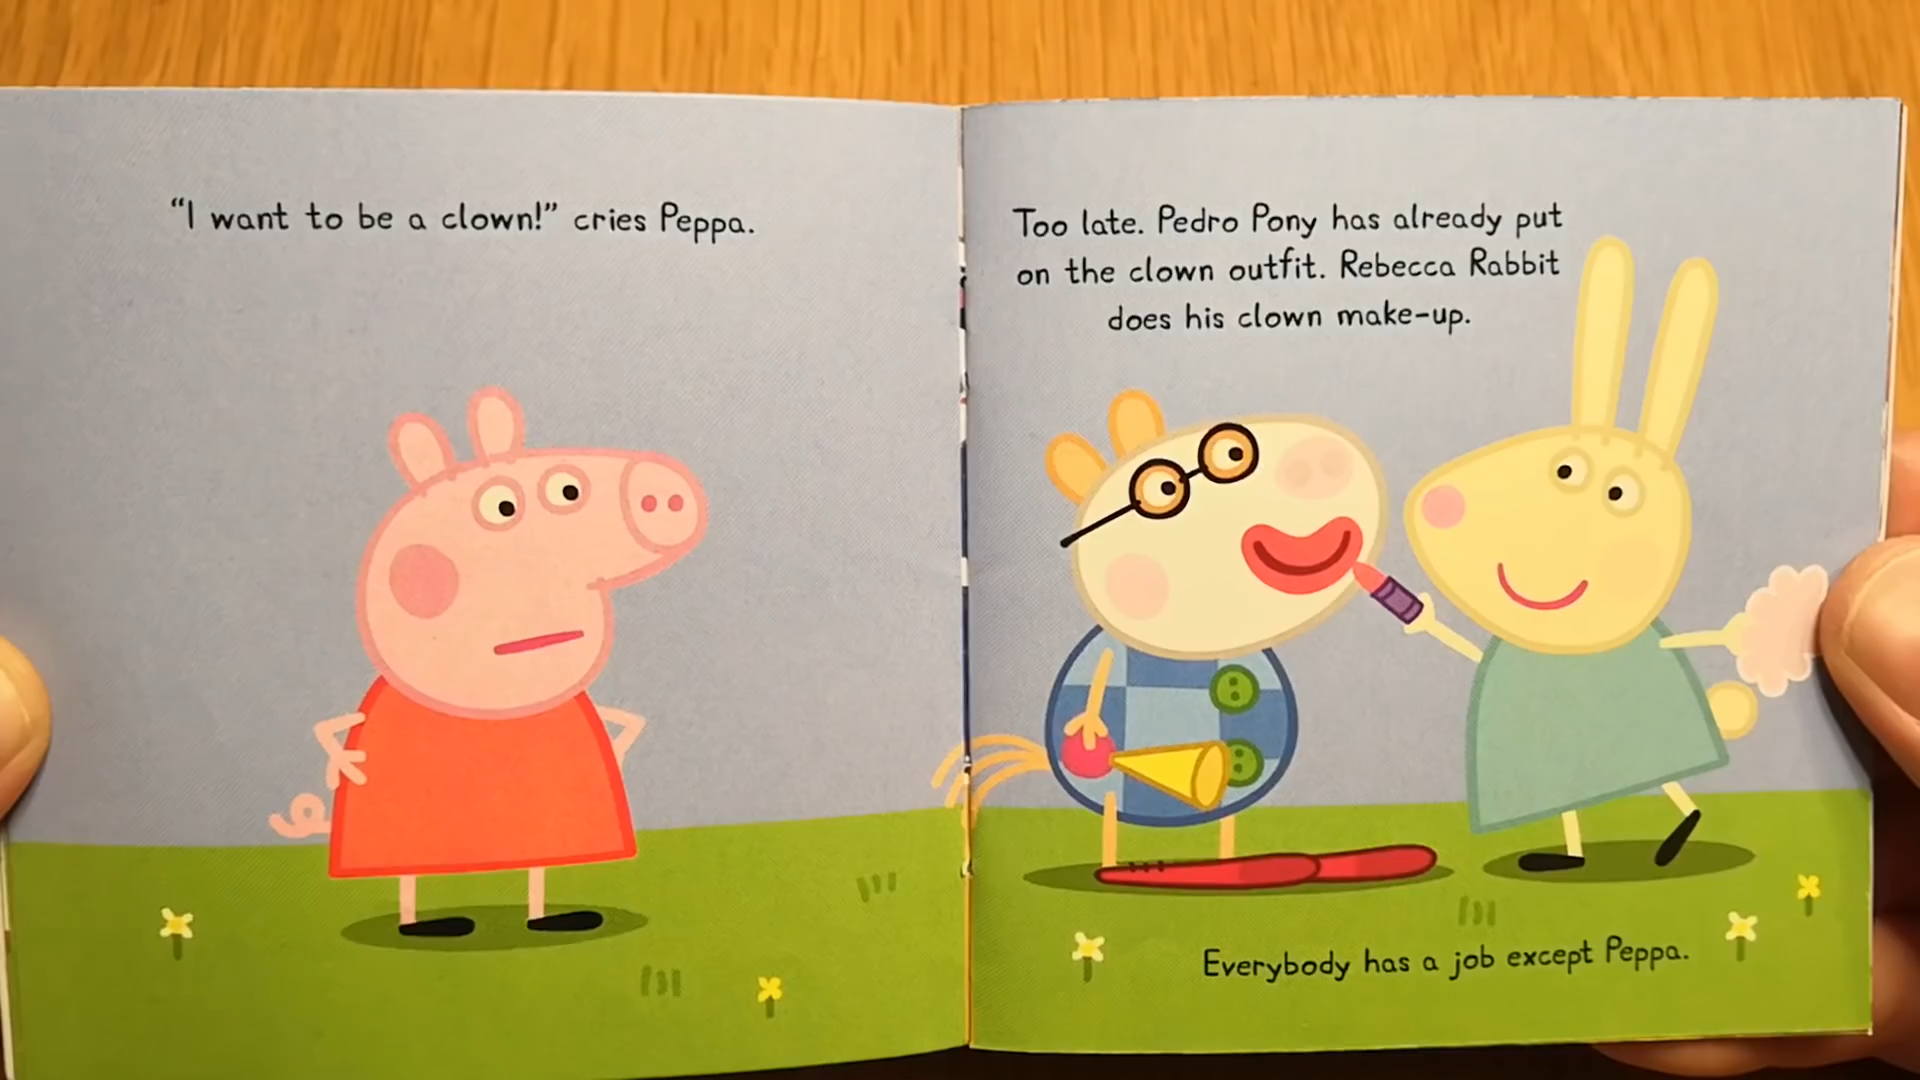 “I want to be a clown!” cries Peppa.
Too late. Pedro Pony has already put
on the clown outfit. Rebecca Rabbit
does his clown make-up.
Everybody has a job except Peppa.